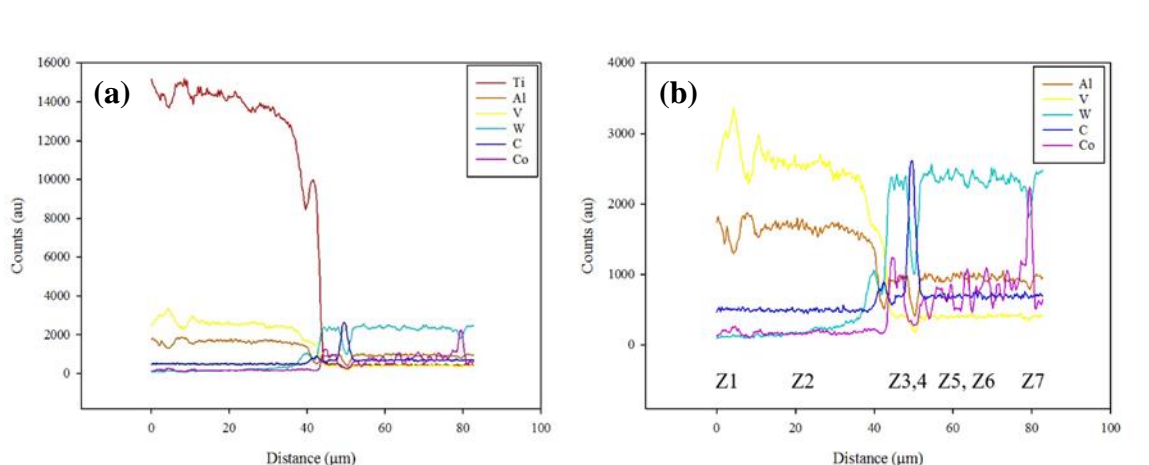 (a)
Counts (au)
16000
14000
12000
10000
8000
6000
4000
2000
0
Ti
Al
V
W
C
Co
0 20 40 60 80 100
Distance (μm)
(b)
Counts (au)
4000
3000
2000
1000
0
Al
V
W
C
Co
Z1 Z2 Z3,4 Z5, Z6 Z7
0 20 40 60 80 100
Distance (μm)